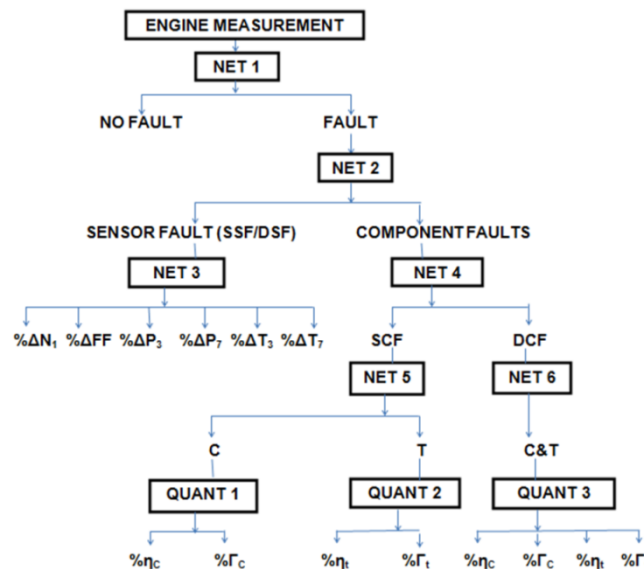 ENGINE MEASUREMENT
NET 1
NO FAULT FAULT
NET 2
SENSOR FAULT (SSF/DSF) COMPONENT FAULTS
NET 3 NET 4
%ΔN₁ %ΔFF %ΔP₃ %ΔP₇ %ΔT₃ %ΔT₇ SCF DCF
NET 5 NET 6
C T C&T
QUANT 1 QUANT 2 QUANT 3
%ηc %Γc %ηt %Γt %ηc %Γc %ηt %Γ